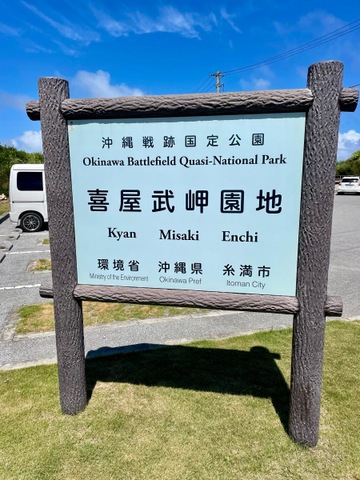 沖縄戦跡国定公園
Okinawa Battlefield Quasi-National Park
喜屋武岬園地
Kyan Misaki Enchi
環境省 沖縄県 糸満市
Ministry of the Environment Okinawa Pref Itoman City